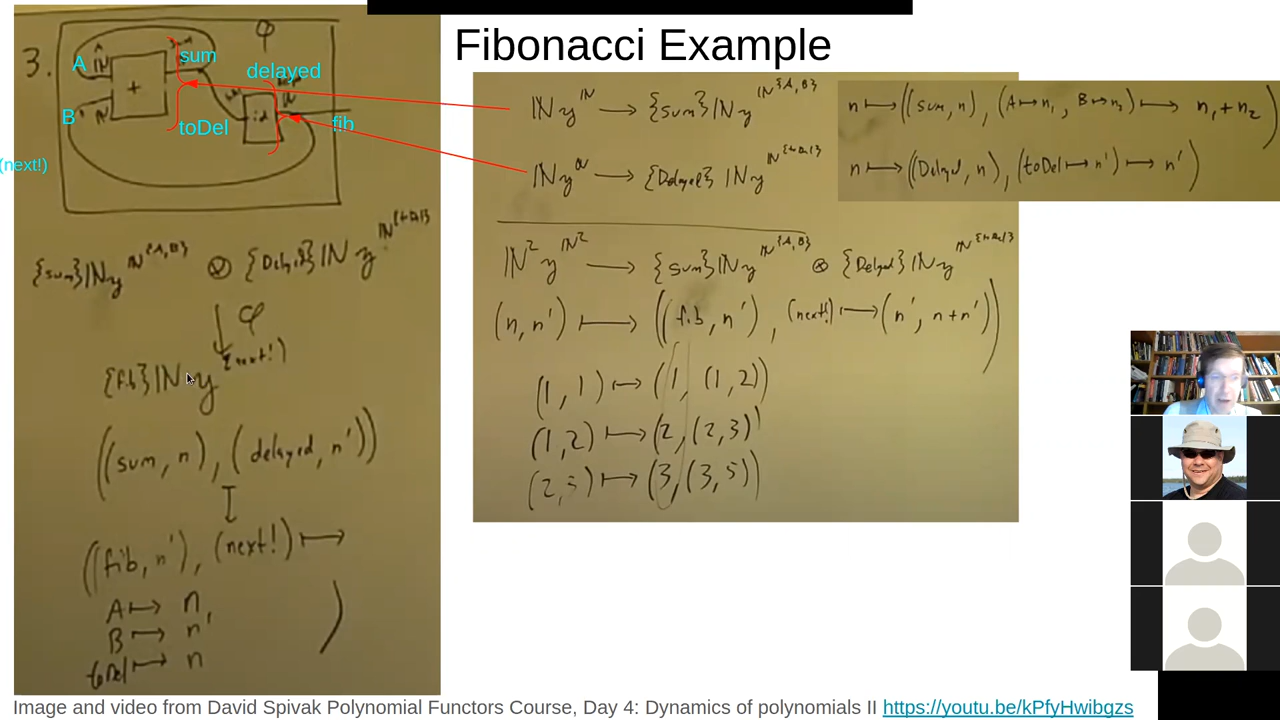 Fibonacci Example
3.
φ
A
sum
delayed
B
toDel
fib
(next!)
+
id
ℕy^ℕ → {sum}ℕy^ℕ^{A,B}
n ↦ ((sum, n), (A ↦ n₁, B ↦ n₂) ↦ n₁ + n₂
ℕy^ℕ → {Delayed}ℕy^ℕ^{toDel}
n ↦ ((Delayed, n), (toDel ↦ n') ↦ n')
{sum}ℕy^ℕ^{A,B} ⊗ {Delayed}ℕy^ℕ^{toDel}
↓ φ
{fib}ℕy^{next!}
((sum, n), (delayed, n'))
↧
((fib, n'), (next!) ↦
A ↦ n,
B ↦ n'
toDel ↦ n
)
ℕ²y^ℕ² → {sum}ℕy^ℕ^{A,B} ⊗ {Delayed}ℕy^ℕ^{toDel}
(n, n') ↦ ((fib, n'), (next!) ↦ (n', n+n'))
(1, 1) ↦ (1, (1, 2))
(1, 2) ↦ (2, (2, 3))
(2, 3) ↦ (3, (3, 5))
Image and video from David Spivak Polynomial Functors Course, Day 4: Dynamics of polynomials II https://youtu.be/kPfyHwibgzs